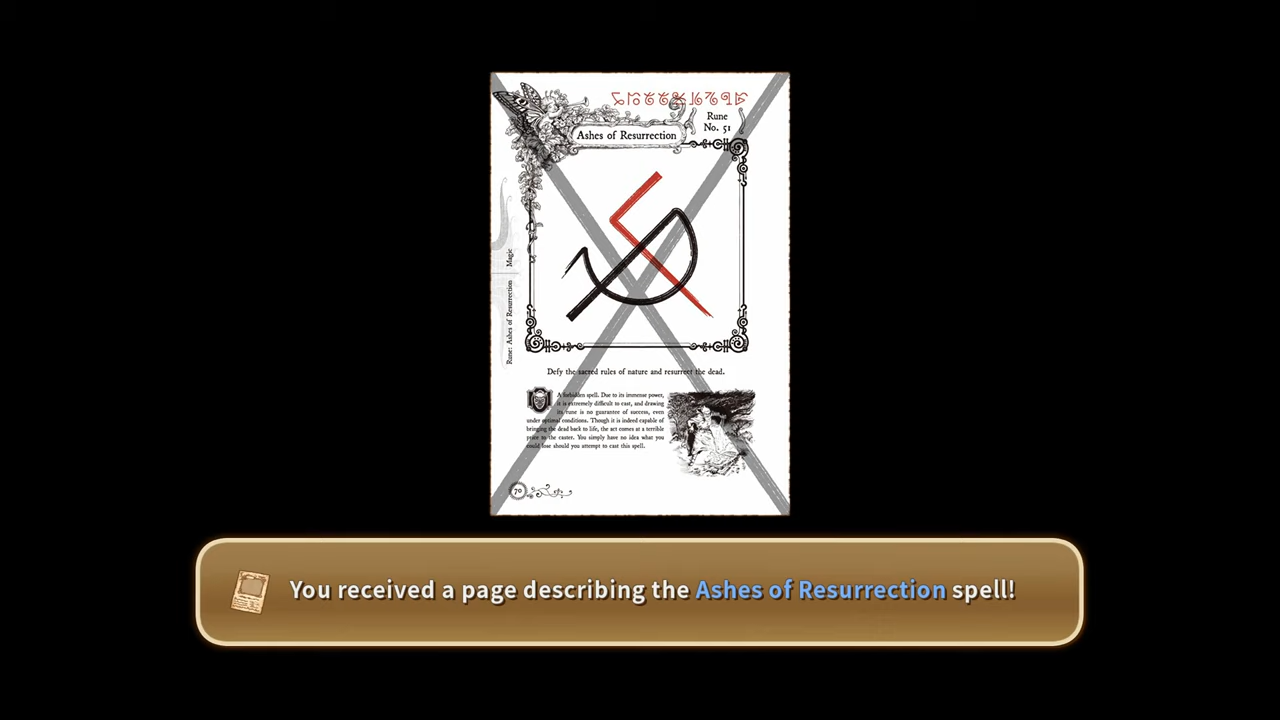 Ashes of Resurrection
Rune
No. 51
Rune: Ashes of Resurrection Magic
Defy the sacred rules of nature and resurrect the dead.
A forbidden spell. Due to its immense power,
it is extremely difficult to cast, and drawing
its rune is no guarantee of success, even
under optimal conditions. Though it is indeed capable of
bringing the dead back to life, the act comes at a terrible
price to the caster. You simply have no idea what you
could lose should you attempt to cast this spell.
70
You received a page describing the Ashes of Resurrection spell!